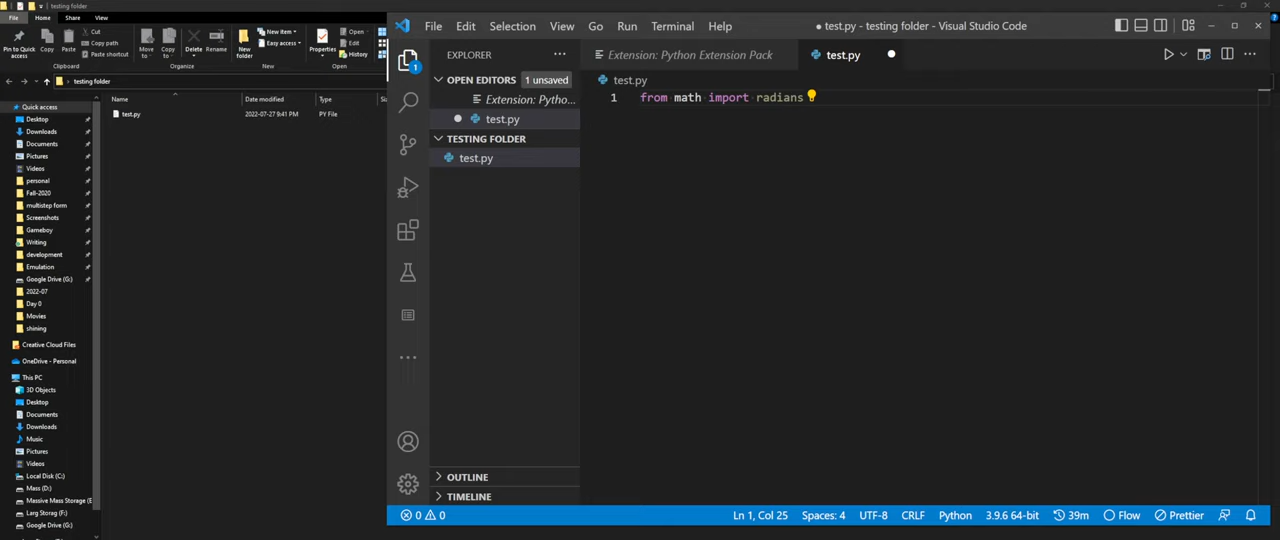 testing folder
File Home Share View
Pin to Quick access
Copy
Paste
Cut
Copy path
Paste shortcut
Clipboard
Move to
Copy to
Delete
Rename
Organize
New folder
New item
Easy access
New
Properties
Open
Edit
History
Open
testing folder
Name Date modified Type Si
test.py 2022-07-27 9:41 PM PY File
Quick access
Desktop
Downloads
Documents
Pictures
Videos
personal
Fall-2020
multistep form
Screenshots
Gameboy
Writing
development
Emulation
Google Drive (G:)
2022-07
Day 0
Movies
shining
Creative Cloud Files
OneDrive - Personal
This PC
3D Objects
Desktop
Documents
Downloads
Music
Pictures
Videos
Local Disk (C:)
Mass (D:)
Massive Mass Storage (E
Larg Storag (F:)
Google Drive (G:)
File Edit Selection View Go Run Terminal Help
● test.py - testing folder - Visual Studio Code
EXPLORER
OPEN EDITORS 1 unsaved
Extension: Pytho...
test.py
TESTING FOLDER
test.py
OUTLINE
TIMELINE
1
Extension: Python Extension Pack
test.py
test.py
1 from math import radians
0 0
Ln 1, Col 25 Spaces: 4 UTF-8 CRLF Python 3.9.6 64-bit 39m Flow Prettier